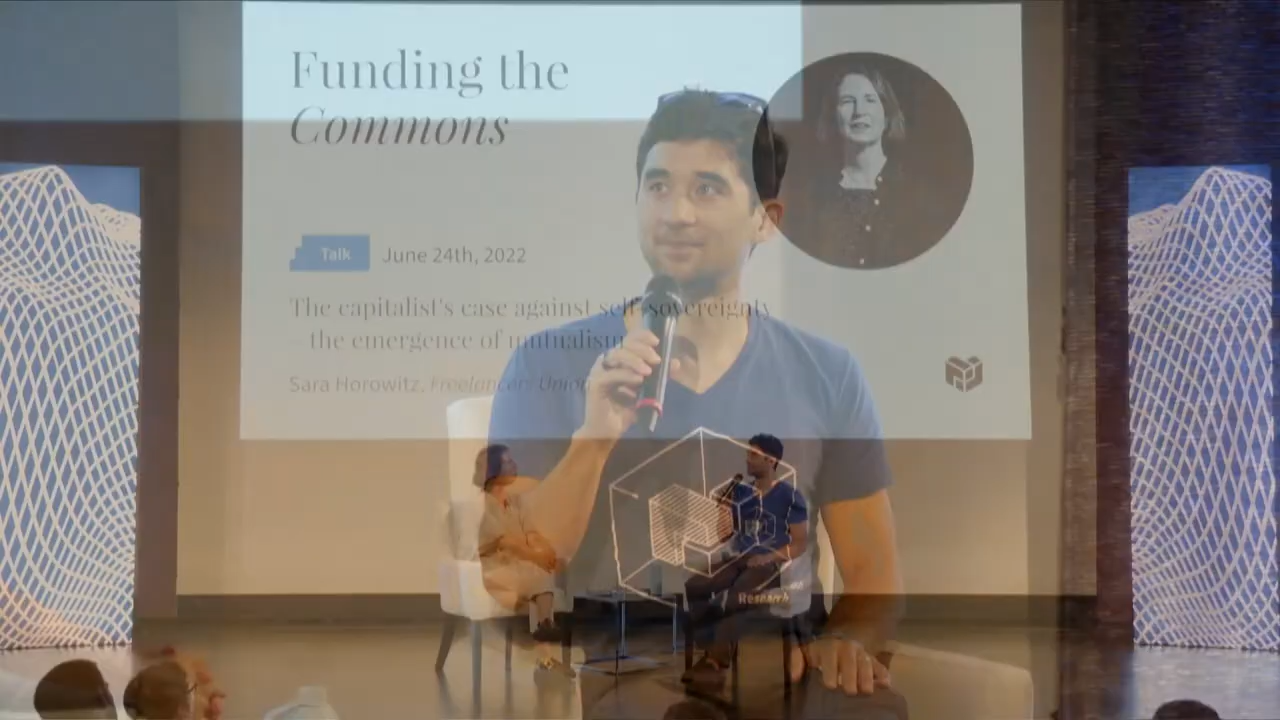 Funding the
Commons
Talk
June 24th, 2022
The capitalist's case against self-sovereignty
– the emergence of mutualism
Sara Horowitz, Freelancers Union
Research